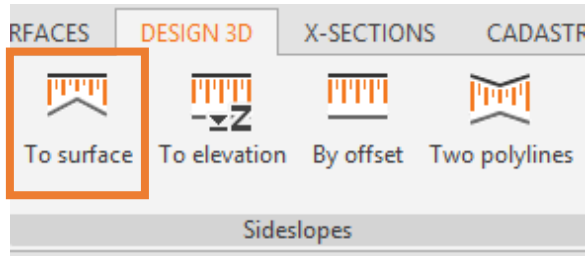 RFACES DESIGN 3D X-SECTIONS CADASTR
Z
To surface To elevation By offset Two polylines
Sideslopes